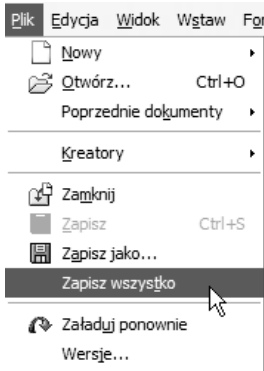 Plik Edycja Widok Wstaw
Nowy
Otwórz... Ctrl+O
Poprzednie dokumenty
Kreatory
Zamknij
Zapisz Ctrl+S
Zapisz jako...
Zapisz wszystko
Załaduj ponownie
Wersje...